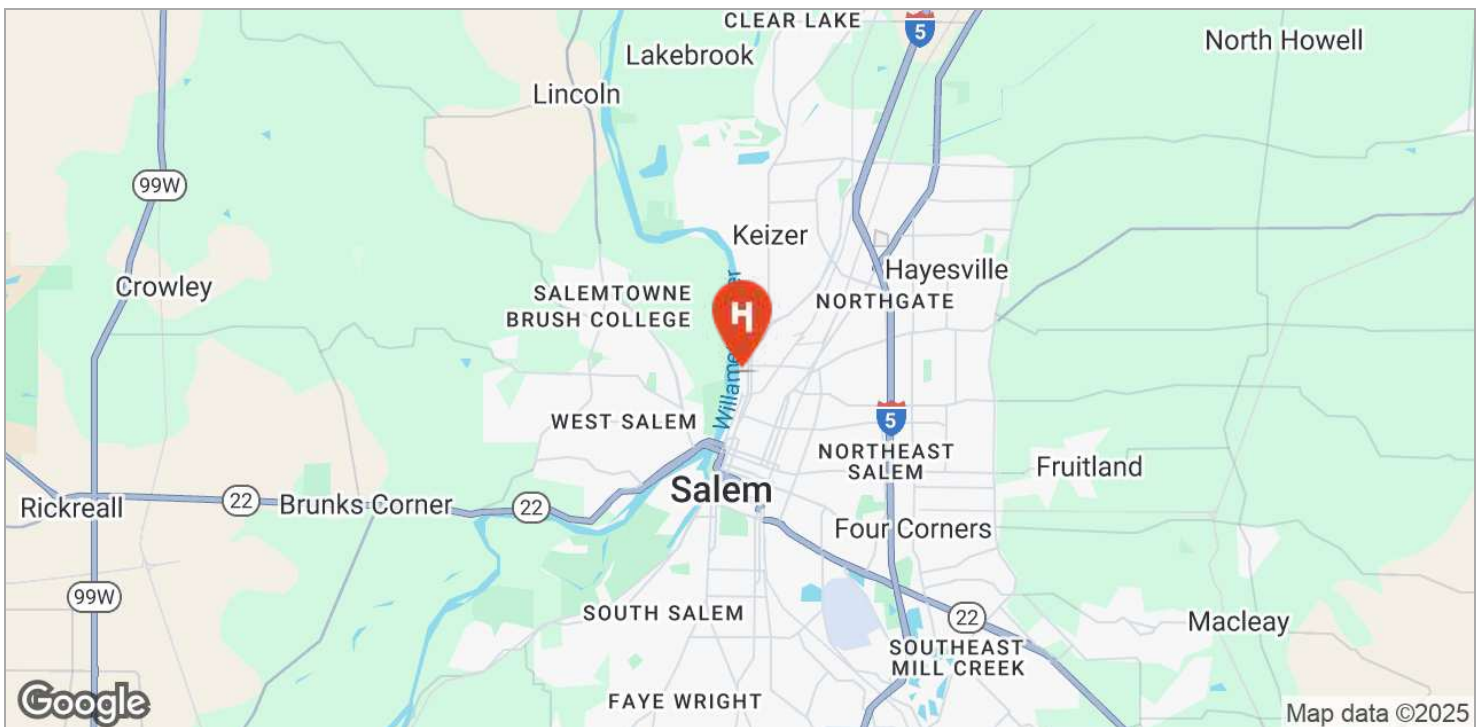 CLEAR LAKE
5
North Howell
Lakebrook
Lincoln
99W
Keizer
Hayesville
Crowley
SALEMTOWNE
BRUSH COLLEGE
NORTHGATE
H
WEST SALEM
5
NORTHEAST
SALEM
Fruitland
Rickreall
22
Brunks Corner
22
Salem
Four Corners
99W
SOUTH SALEM
22
Macleay
SOUTHEAST
MILL CREEK
FAYE WRIGHT
Google
Map data ©2025